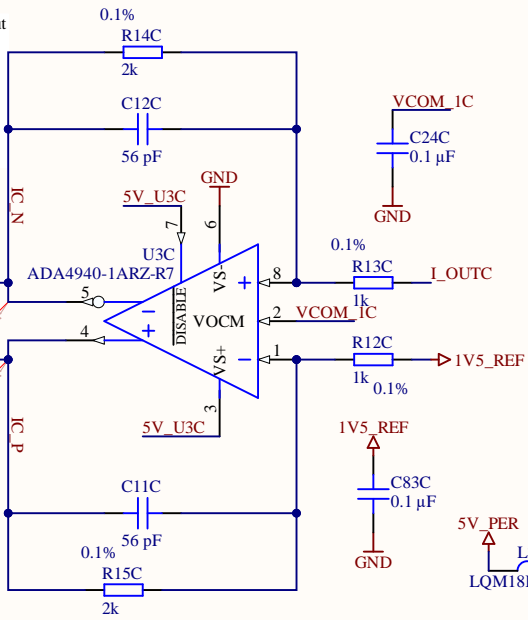 0.1%
R14C
2k
C12C
56 pF
VCOM_1C
C24C
0.1 µF
GND
IC_N
5V_U3C
GND
7
6
U3C
ADA4940-1ARZ-R7
VS-
DISABLE
VOCM
VS+
5
4
8
2
1
3
0.1%
R13C
1k
I_OUTC
VCOM_1C
R12C
1k
0.1%
1V5_REF
5V_U3C
IC_P
1V5_REF
C83C
0.1 µF
GND
C11C
56 pF
0.1%
R15C
2k
5V_PER